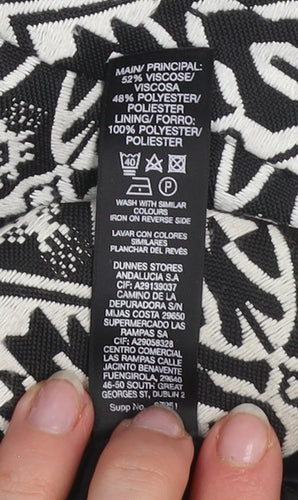 MAIN/ PRINCIPAL:
52% VISCOSE/
VISCOSA
48% POLYESTER/
POLIESTER
LINING/ FORRO:
100% POLYESTER/
POLIESTER
40
P
WASH WITH SIMILAR
COLOURS
IRON ON REVERSE SIDE
LAVAR CON COLORES
SIMILARES
PLANCHAR DEL REVÉS
DUNNES STORES
ANDALUCIA S.A
CIF: A29139037
CAMINO DE LA
DEPURADORA S/N
MIJAS COSTA 29650
SUPERMERCADO LAS
RAMPAS SA
CIF: A29058328
CENTRO COMERCIAL
LAS RAMPAS CALLE
JACINTO BENAVENTE
FUENGIROLA, 29640
46-50 SOUTH GREAT
GEORGES ST, DUBLIN 2
Supp No.